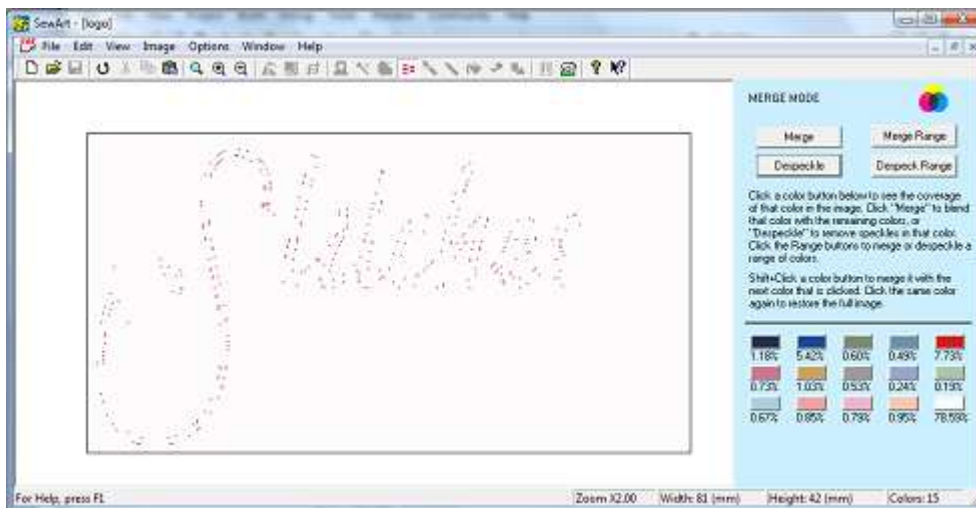 SewArt - [logo]
File Edit View Image Options Window Help
MERGE MODE
Merge Merge Range
Despeckle Despeck Range
Click a color button below to see the coverage
of that color in the image. Click "Merge" to blend
that color with the remaining colors, or
"Despeckle" to remove speckles in that color.
Click the Range buttons to merge or despeckle a
range of colors.
Shift+Click a color button to merge it with the
next color that is clicked. Click the same color
again to restore the full image.
1.18% 5.42% 0.60% 0.49% 7.73%
0.73% 1.03% 0.53% 0.24% 0.19%
0.67% 0.85% 0.79% 0.95% 78.59%
For Help, press F1 Zoom X2.00 Width: 81 (mm) Height: 42 (mm) Colors: 15